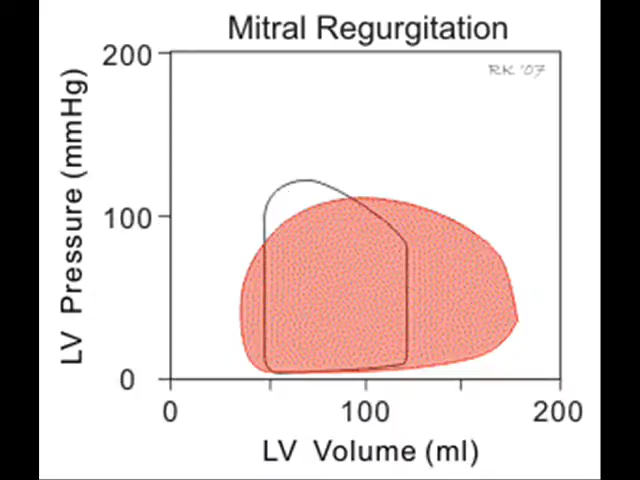 Mitral Regurgitation
200
RK '07
LV Pressure (mmHg)
100
0
0
100
200
LV Volume (ml)